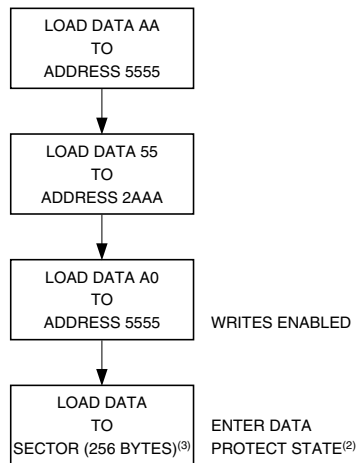 LOAD DATA AA
TO
ADDRESS 5555
LOAD DATA 55
TO
ADDRESS 2AAA
LOAD DATA A0
TO
ADDRESS 5555
WRITES ENABLED
LOAD DATA
TO
SECTOR (256 BYTES)(3)
ENTER DATA
PROTECT STATE(2)